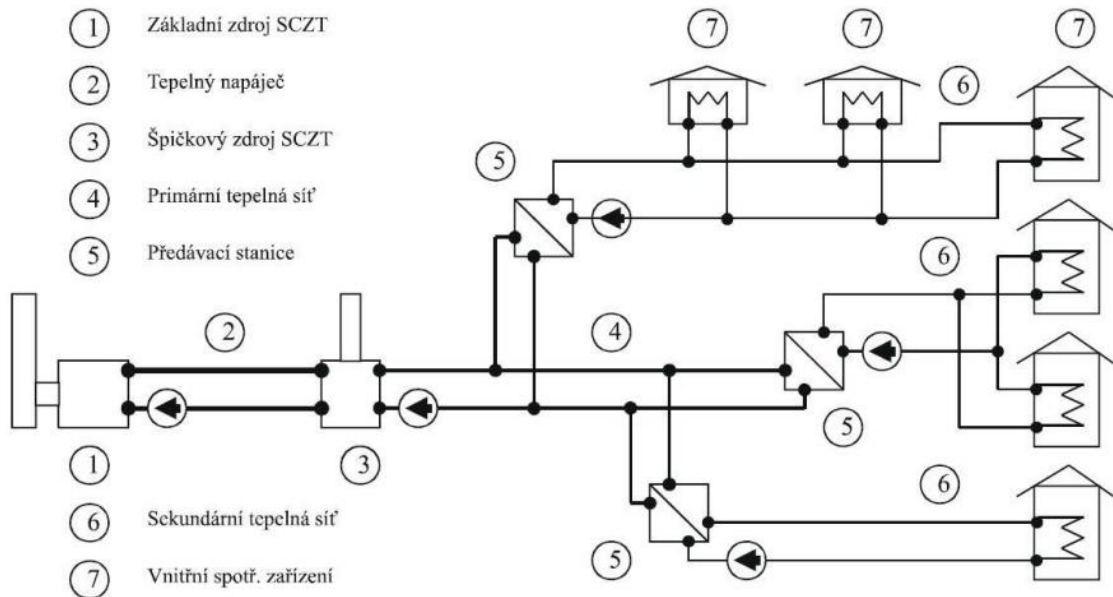 1 Základní zdroj SCZT
7 7 7
2 Tepelný napáječ
6
3 Špičkový zdroj SCZT
5
4 Primární tepelná síť
5 Předávací stanice
6
2 4
5
1 3
6
6 Sekundární tepelná síť
5
7 Vnitřní spotř. zařízení